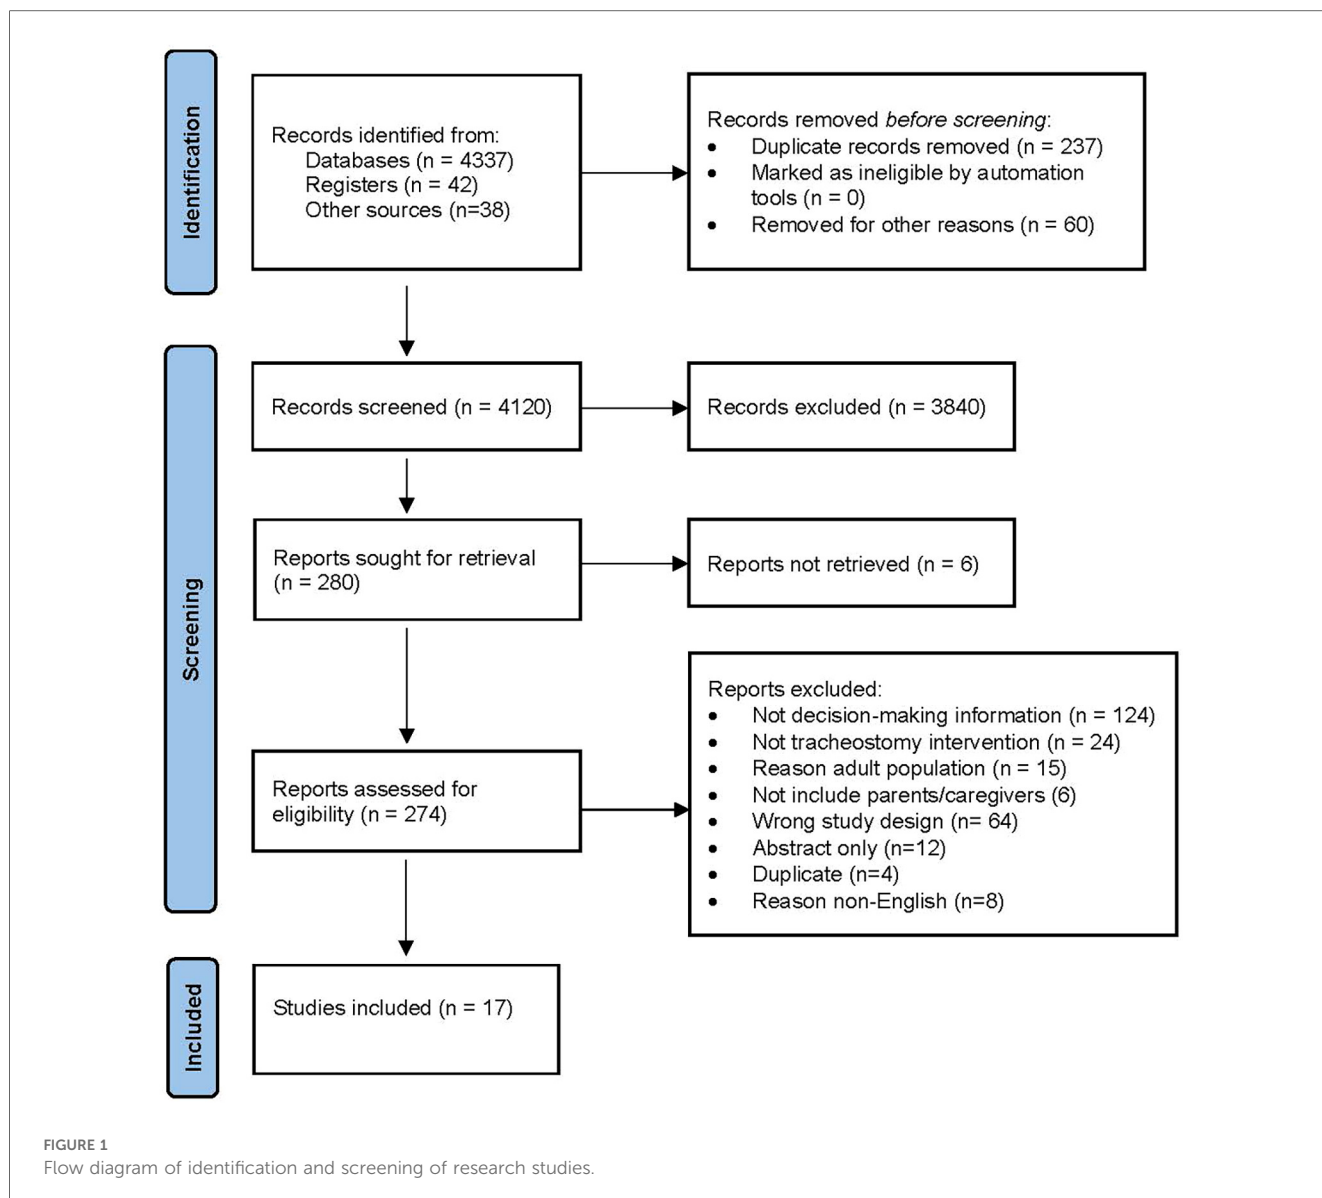 Identification
Records identified from:
Databases (n = 4337)
Registers (n = 42)
Other sources (n=38)
Records removed before screening:
• Duplicate records removed (n = 237)
• Marked as ineligible by automation
tools (n = 0)
• Removed for other reasons (n = 60)
Screening
Records screened (n = 4120)
Records excluded (n = 3840)
Reports sought for retrieval
(n = 280)
Reports not retrieved (n = 6)
Reports assessed for
eligibility (n = 274)
Reports excluded:
• Not decision-making information (n = 124)
• Not tracheostomy intervention (n = 24)
• Reason adult population (n = 15)
• Not include parents/caregivers (6)
• Wrong study design (n= 64)
• Abstract only (n=12)
• Duplicate (n=4)
• Reason non-English (n=8)
Included
Studies included (n = 17)
FIGURE 1
Flow diagram of identification and screening of research studies.